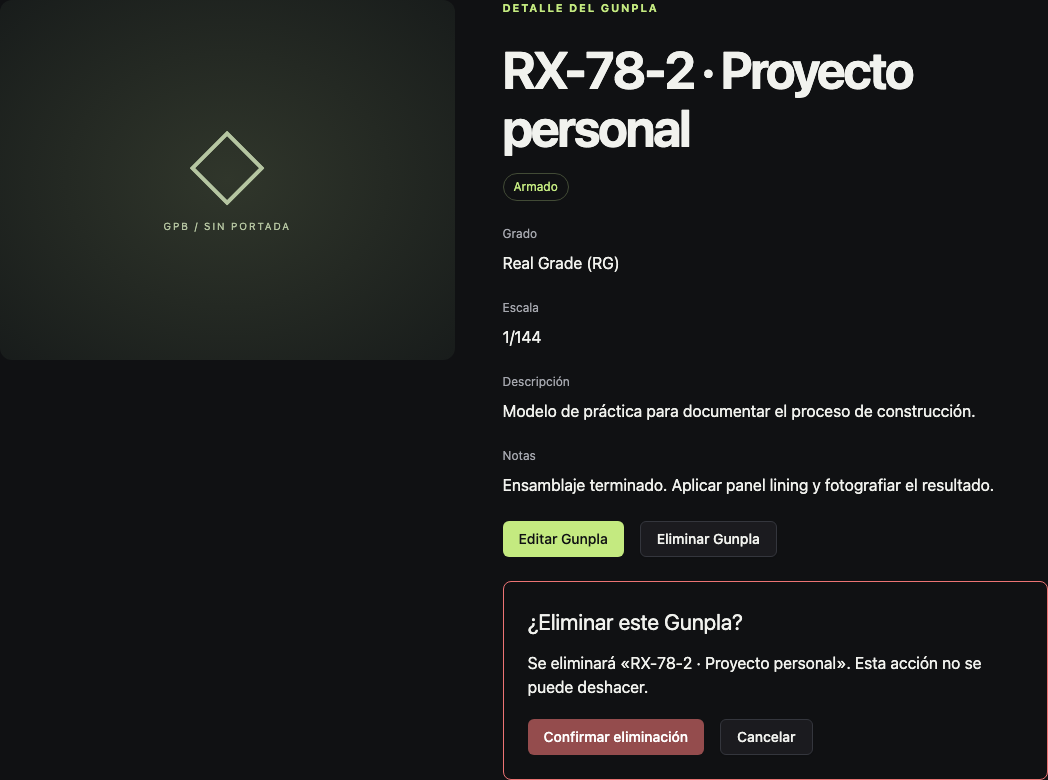 DETALLE DEL GUNPLA
RX-78-2 · Proyecto
personal
GPB / SIN PORTADA
Armado
Grado
Real Grade (RG)
Escala
1/144
Descripción
Modelo de práctica para documentar el proceso de construcción.
Notas
Ensamblaje terminado. Aplicar panel lining y fotografiar el resultado.
Editar Gunpla
Eliminar Gunpla
¿Eliminar este Gunpla?
Se eliminará «RX-78-2 · Proyecto personal». Esta acción no se
puede deshacer.
Confirmar eliminación
Cancelar